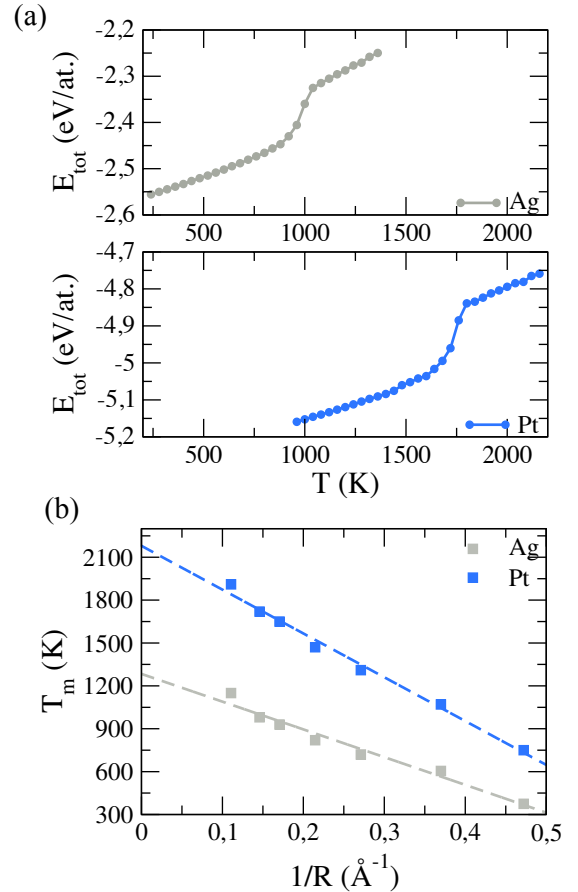 (a)
-2,2
-2,3
-2,4
-2,5
-2,6
E_tot (eV/at.)
Ag
500 1000 1500 2000
-4.7
-4,8
-4,9
-5
-5,1
-5,2
E_tot (eV/at.)
Pt
500 1000 1500 2000
T (K)
(b)
2100
1800
1500
1200
900
600
300
T_m (K)
Ag
Pt
0 0,1 0,2 0,3 0,4 0,5
1/R (Å⁻¹)